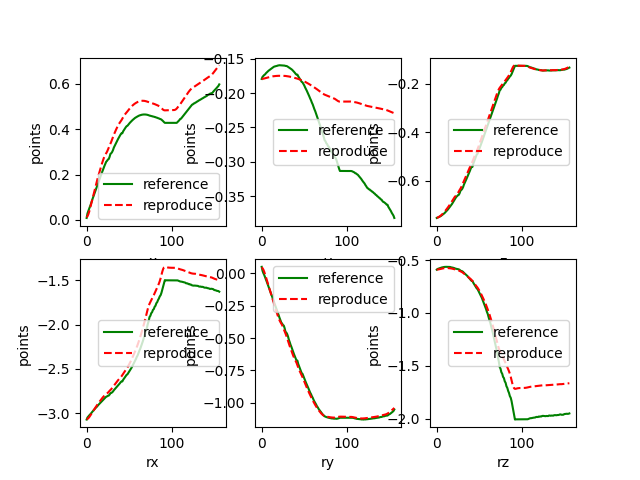 0.6
0.4
0.2
0.0
points
reference
reproduce
0
100
−0.15
−0.20
−0.25
−0.30
−0.35
points
reference
reproduce
0
100
−0.2
−0.4
−0.6
points
reference
reproduce
0
100
−1.5
−2.0
−2.5
−3.0
points
reference
reproduce
0
100
rx
0.00
−0.25
−0.50
−0.75
−1.00
points
reference
reproduce
0
100
ry
−0.5
−1.0
−1.5
−2.0
points
reference
reproduce
0
100
rz